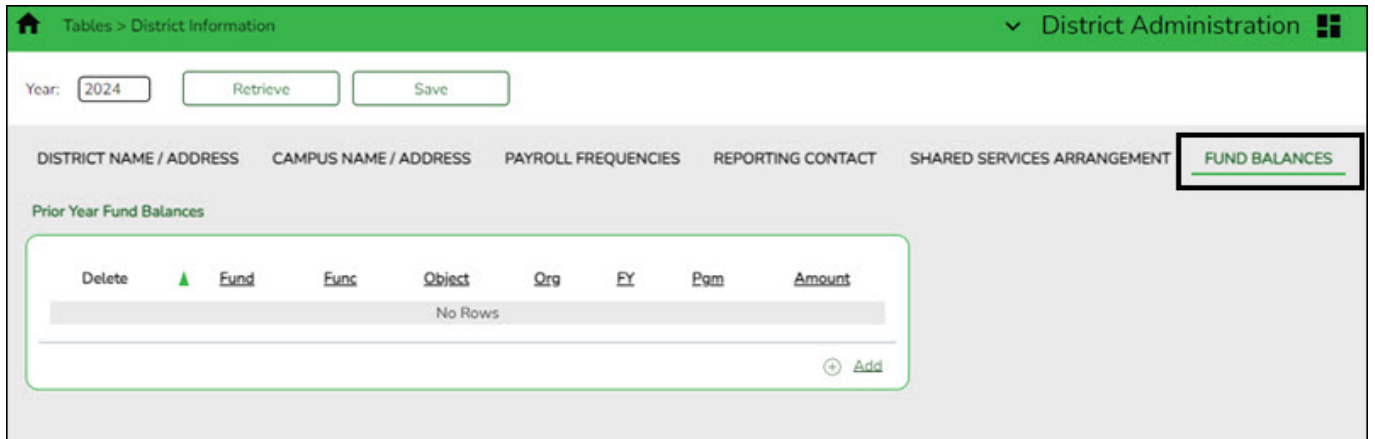 Tables > District Information District Administration
Year: 2024 Retrieve Save
DISTRICT NAME / ADDRESS CAMPUS NAME / ADDRESS PAYROLL FREQUENCIES REPORTING CONTACT SHARED SERVICES ARRANGEMENT FUND BALANCES
Prior Year Fund Balances
Delete Fund Func Object Org FY Pgm Amount
No Rows
Add